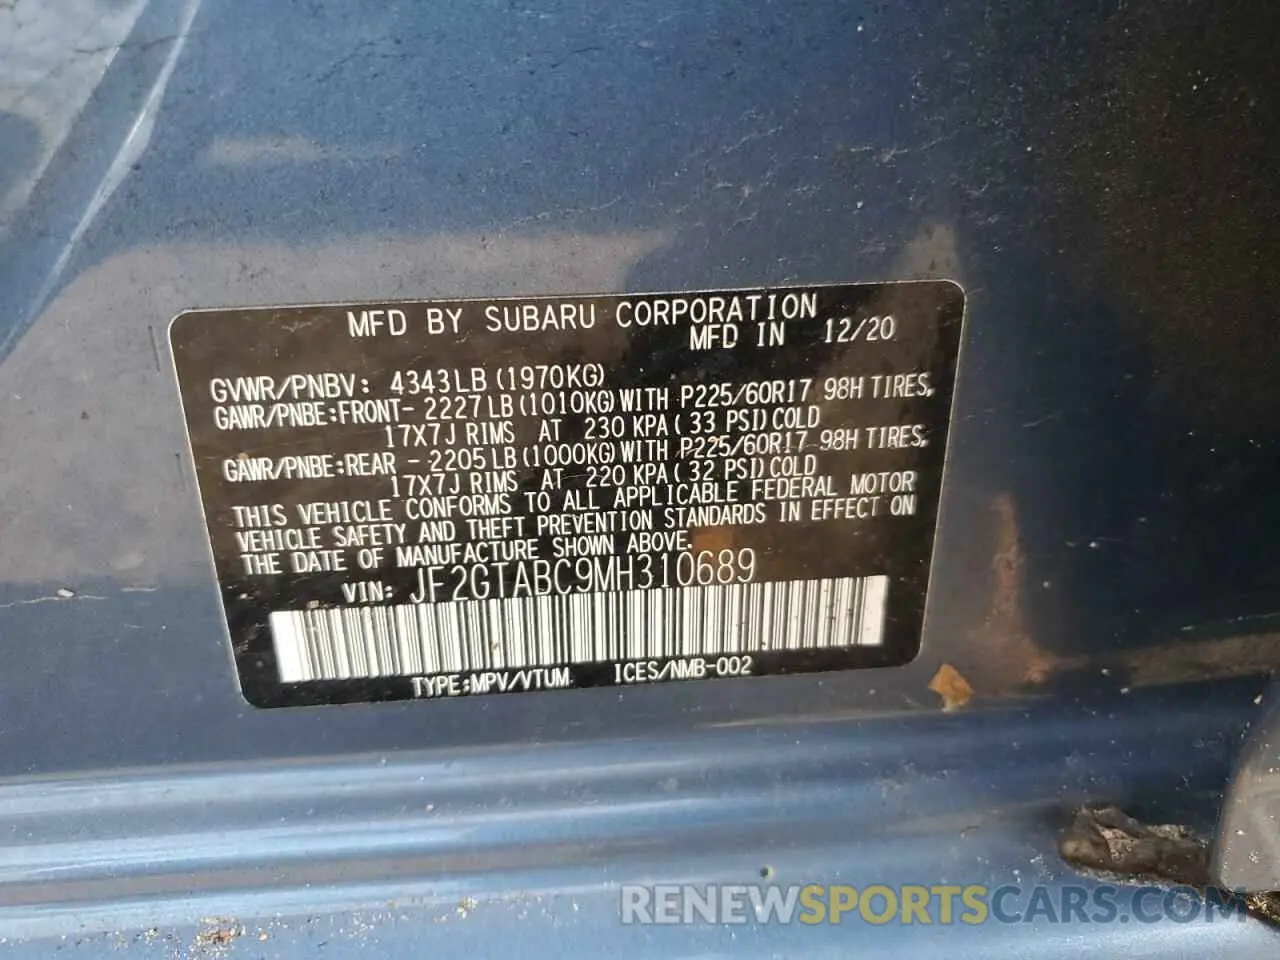 MFD BY SUBARU CORPORATION
MFD IN 12/20
GVWR/PNBV: 4343LB(1970KG)
GAWR/PNBE:FRONT- 2227LB(1010KG)WITH P225/60R17 98H TIRES,
17X7J RIMS AT 230 KPA(33 PSI)COLD
GAWR/PNBE:REAR - 2205LB(1000KG)WITH P225/60R17 98H TIRES,
17X7J RIMS AT 220 KPA(32 PSI)COLD
THIS VEHICLE CONFORMS TO ALL APPLICABLE FEDERAL MOTOR
VEHICLE SAFETY AND THEFT PREVENTION STANDARDS IN EFFECT ON
THE DATE OF MANUFACTURE SHOWN ABOVE.
VIN: JF2GTABC9MH310689
TYPE:MPV/VTUM ICES/NMB-002
RENEWSPORTSCARS.COM